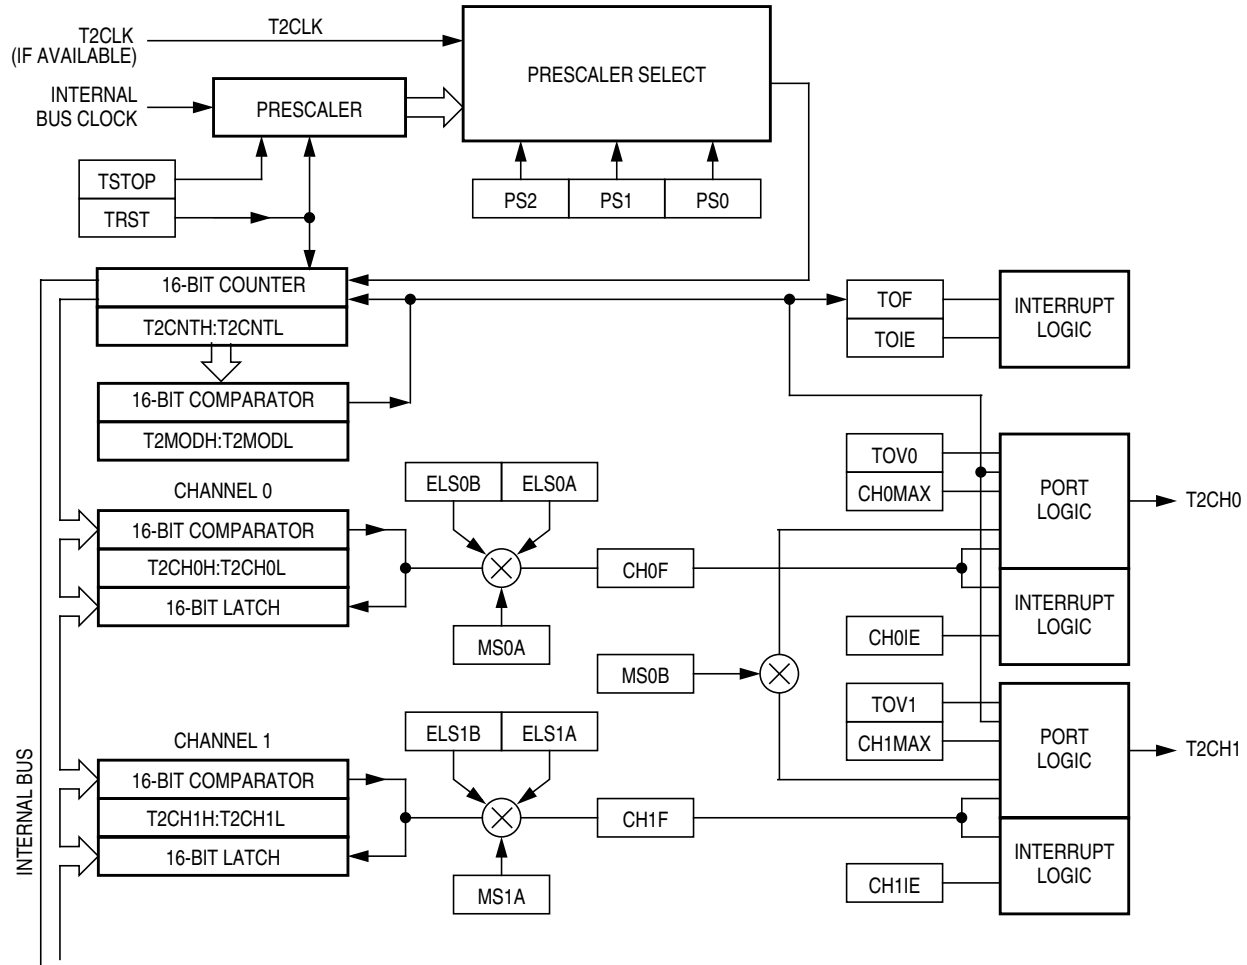 T2CLK
(IF AVAILABLE)
T2CLK
PRESCALER SELECT
INTERNAL
BUS CLOCK
PRESCALER
TSTOP
TRST
PS2
PS1
PS0
16-BIT COUNTER
T2CNTH:T2CNTL
TOF
TOIE
INTERRUPT
LOGIC
16-BIT COMPARATOR
T2MODH:T2MODL
CHANNEL 0
ELS0B
ELS0A
TOV0
CH0MAX
PORT
LOGIC
T2CH0
16-BIT COMPARATOR
T2CH0H:T2CH0L
16-BIT LATCH
CH0F
MS0A
INTERRUPT
LOGIC
CH0IE
MS0B
CHANNEL 1
ELS1B
ELS1A
TOV1
CH1MAX
PORT
LOGIC
T2CH1
16-BIT COMPARATOR
T2CH1H:T2CH1L
16-BIT LATCH
CH1F
MS1A
INTERRUPT
LOGIC
CH1IE
INTERNAL BUS